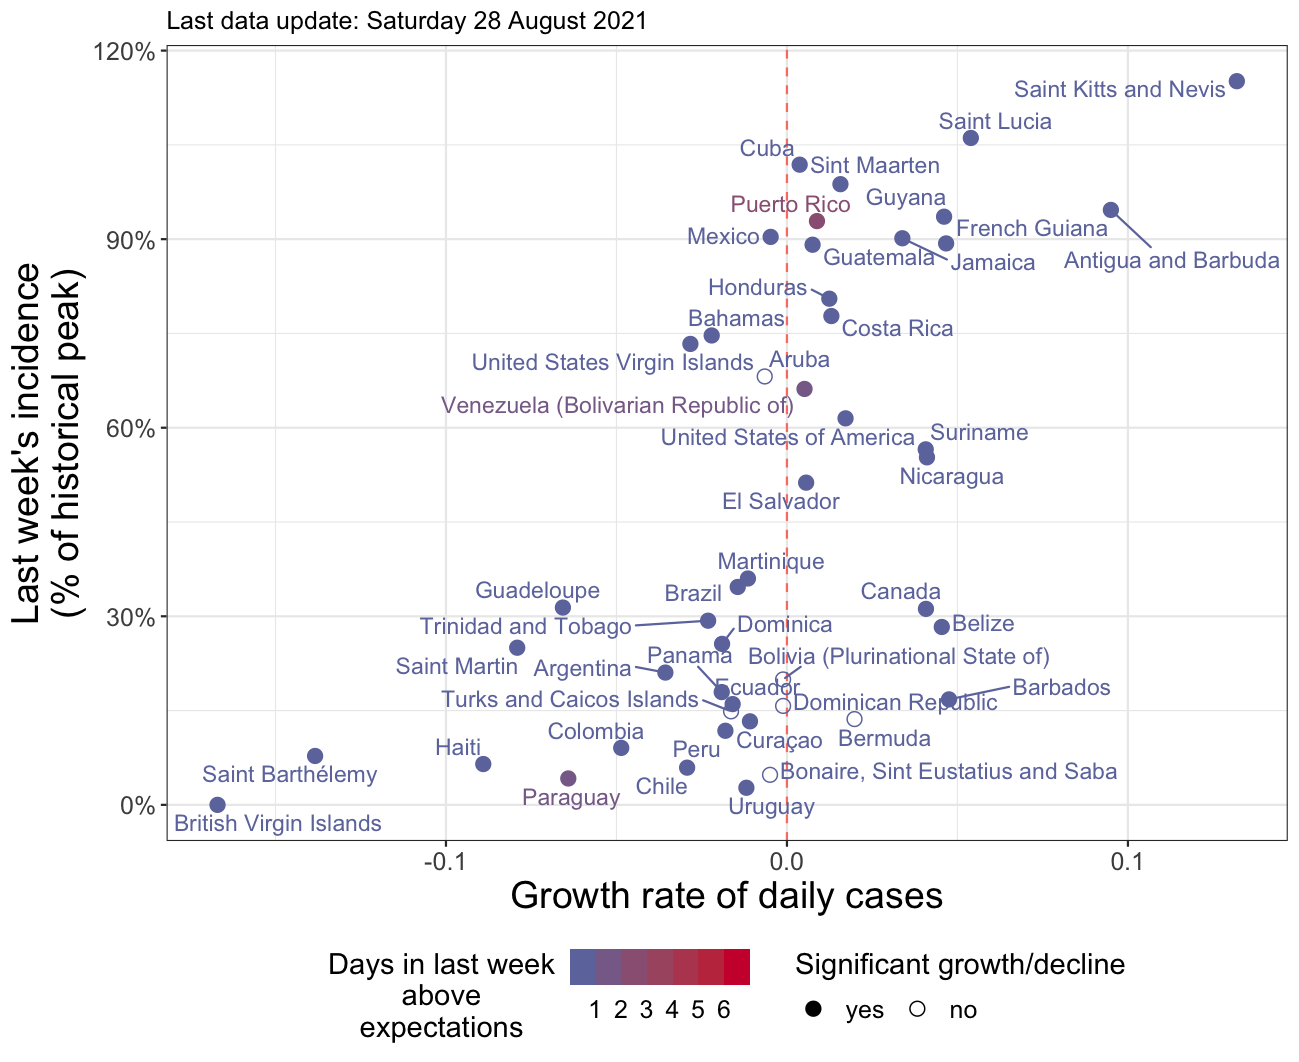 Last data update: Saturday 28 August 2021
120%
90%
60%
30%
0%
Last week's incidence
(% of historical peak)
Saint Kitts and Nevis
Saint Lucia
Cuba
Sint Maarten
Guyana
Puerto Rico
French Guiana
Mexico
Guatemala
Jamaica
Antigua and Barbuda
Honduras
Bahamas
Costa Rica
United States Virgin Islands
Aruba
Venezuela (Bolivarian Republic of)
United States of America
Suriname
Nicaragua
El Salvador
Martinique
Guadeloupe
Brazil
Canada
Trinidad and Tobago
Dominica
Belize
Saint Martin
Argentina
Panama
Bolivia (Plurinational State of)
Ecuador
Barbados
Turks and Caicos Islands
Dominican Republic
Colombia
Haiti
Peru
Curaçao
Bermuda
Saint Barthélemy
Chile
Bonaire, Sint Eustatius and Saba
Paraguay
Uruguay
British Virgin Islands
-0.1
0.0
0.1
Growth rate of daily cases
Days in last week
above
expectations
1 2 3 4 5 6
Significant growth/decline
yes
no